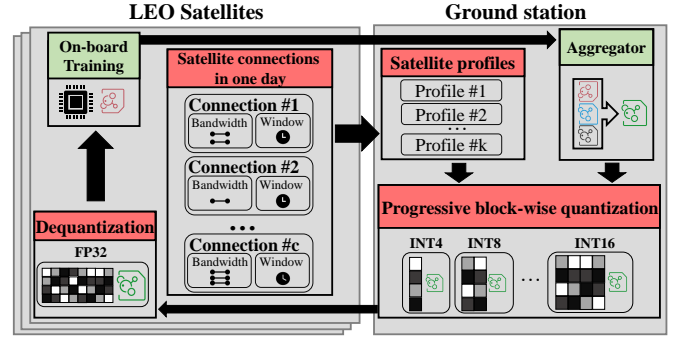 LEO Satellites
On-board
Training
Satellite connections
in one day
Connection #1
Bandwidth
Window
Connection #2
Bandwidth
Window
...
Connection #c
Bandwidth
Window
Dequantization
FP32
Ground station
Satellite profiles
Profile #1
Profile #2
...
Profile #k
Aggregator
Progressive block-wise quantization
INT4
INT8
...
INT16